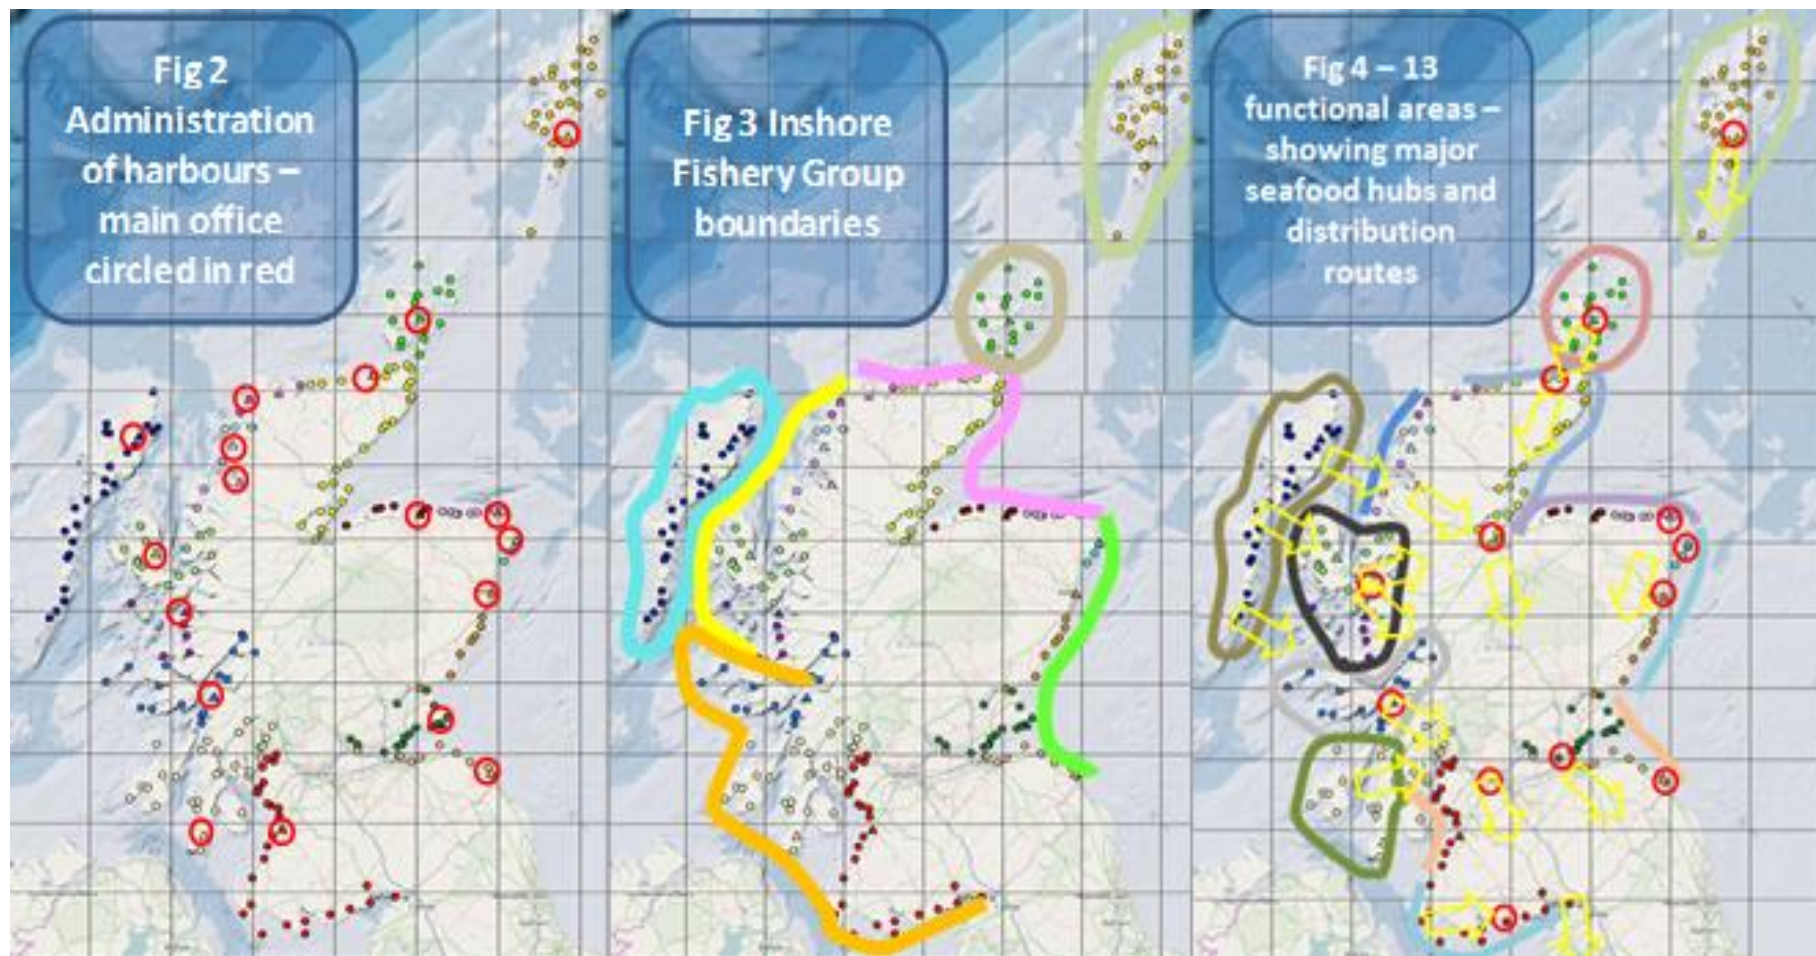 Fig 2
Administration
of harbours –
main office
circled in red
Fig 3 Inshore
Fishery Group
boundaries
Fig 4 – 13
functional areas –
showing major
seafood hubs and
distribution
routes